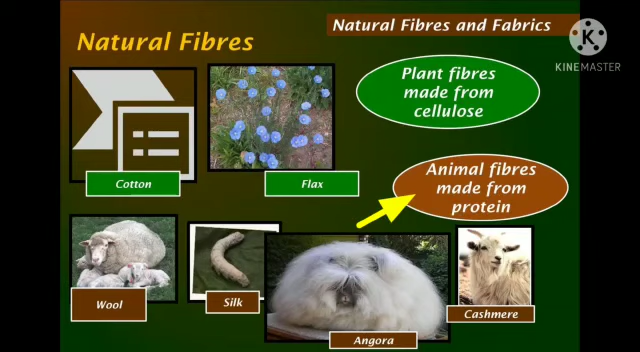 Natural Fibres and Fabrics
Natural Fibres
KINEMASTER
Plant fibres
made from
cellulose
Cotton
Flax
Animal fibres
made from
protein
Wool
Silk
Angora
Cashmere